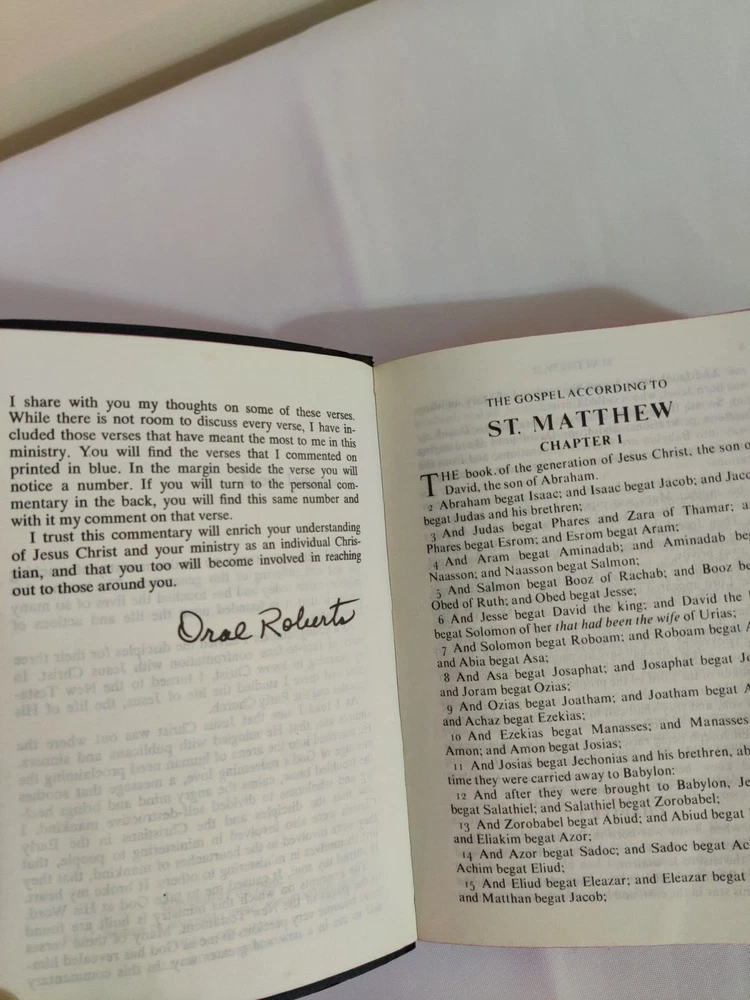 I share with you my thoughts on some of these verses.
While there is not room to discuss every verse, I have in-
cluded those verses that have meant the most to me in this
ministry. You will find the verses that I commented on
printed in blue. In the margin beside the verse you will
notice a number. If you will turn to the personal com-
mentary in the back, you will find this same number and
with it my comment on that verse.
I trust this commentary will enrich your understanding
of Jesus Christ and your ministry as an individual Chris-
tian, and that you too will become involved in reaching
out to those around you.
Oral Roberts
THE GOSPEL ACCORDING TO
ST. MATTHEW
CHAPTER 1
THE book of the generation of Jesus Christ, the son o
David, the son of Abraham.
2 Abraham begat Isaac; and Isaac begat Jacob; and Jaco
begat Judas and his brethren;
3 And Judas begat Phares and Zara of Thamar; a
Phares begat Esrom; and Esrom begat Aram;
4 And Aram begat Aminadab; and Aminadab beg
Naasson; and Naasson begat Salmon;
5 And Salmon begat Booz of Rachab; and Booz be
Obed of Ruth; and Obed begat Jesse;
6 And Jesse begat David the king; and David the
begat Solomon of her that had been the wife of Urias;
7 And Solomon begat Roboam; and Roboam begat A
and Abia begat Asa;
8 And Asa begat Josaphat; and Josaphat begat Jo
and Joram begat Ozias;
9 And Ozias begat Joatham; and Joatham begat A
and Achaz begat Ezekias;
10 And Ezekias begat Manasses; and Manasses
Amon; and Amon begat Josias;
11 And Josias begat Jechonias and his brethren, ab
time they were carried away to Babylon:
12 And after they were brought to Babylon, Je
begat Salathiel; and Salathiel begat Zorobabel;
13 And Zorobabel begat Abiud; and Abiud begat
and Eliakim begat Azor;
14 And Azor begat Sadoc; and Sadoc begat Ac
Achim begat Eliud;
15 And Eliud begat Eleazar; and Eleazar begat
and Matthan begat Jacob;